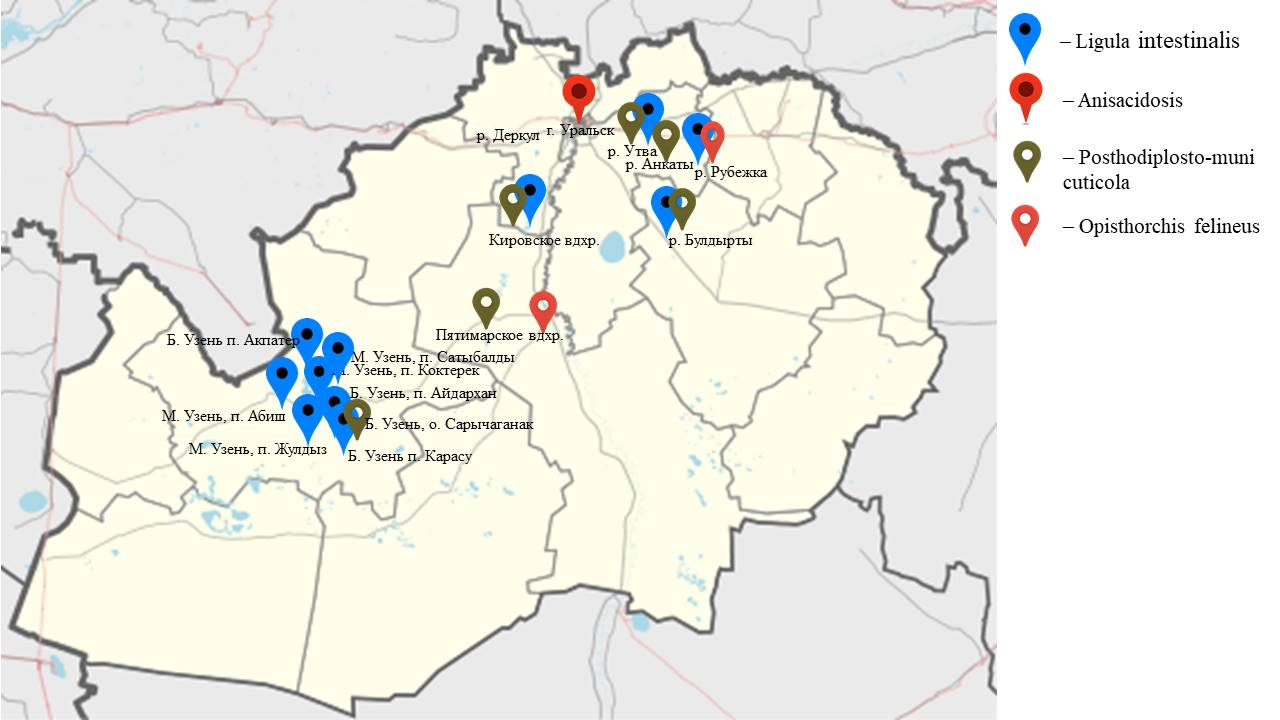 – Ligula intestinalis
– Anisacidosis
– Posthodiplosto-muni
cuticola
– Opisthorchis felineus
р. Деркул
г. Уральск
р. Утва
р. Анкаты
р. Рубежка
Кировское вдхр.
р. Булдырты
Пятимарское вдхр.
Б. Узень п. Акпатер
М. Узень, п. Сатыбалды
Узень, п. Коктерек
Б. Узень, п. Айдархан
М. Узень, п. Абиш
Б. Узень, о. Сарычаганак
М. Узень, п. Жулдыз
Б. Узень п. Карасу